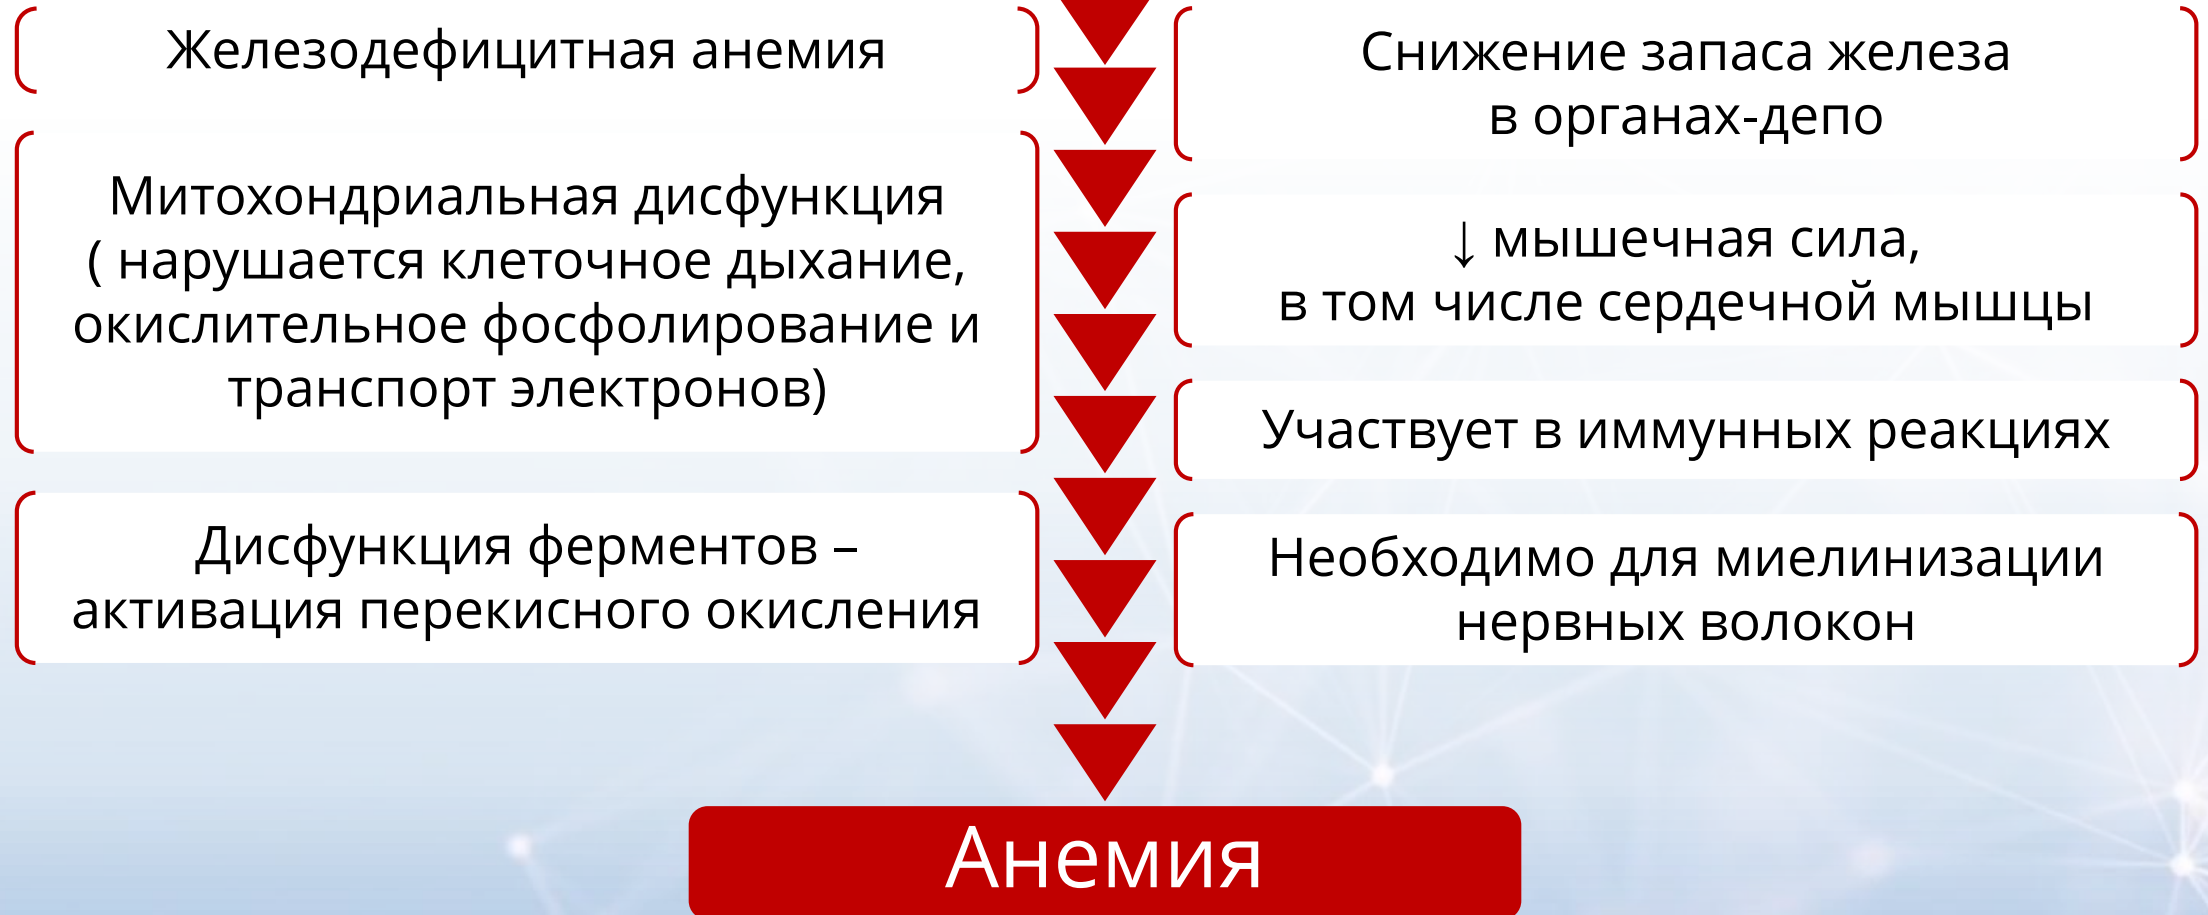 Железодефицитная анемия
Митохондриальная дисфункция
( нарушается клеточное дыхание,
окислительное фосфолирование и
транспорт электронов)
Дисфункция ферментов –
активация перекисного окисления
Снижение запаса железа
в органах-депо
↓ мышечная сила,
в том числе сердечной мышцы
Участвует в иммунных реакциях
Необходимо для миелинизации
нервных волокон
Анемия